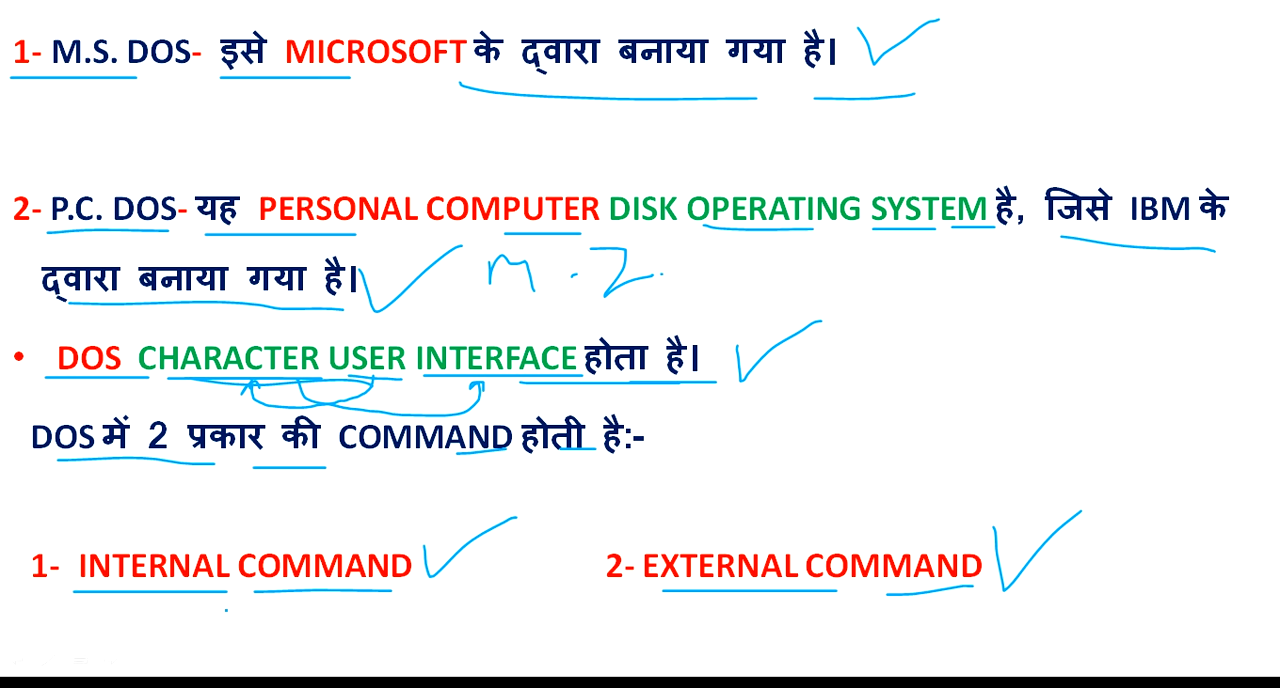 1- M.S. DOS- इसे MICROSOFT के द्वारा बनाया गया है।
2- P.C. DOS- यह PERSONAL COMPUTER DISK OPERATING SYSTEM है, जिसे IBM के
द्वारा बनाया गया है।
• DOS CHARACTER USER INTERFACE होता है।
DOS में 2 प्रकार की COMMAND होती है:-
1- INTERNAL COMMAND 2- EXTERNAL COMMAND